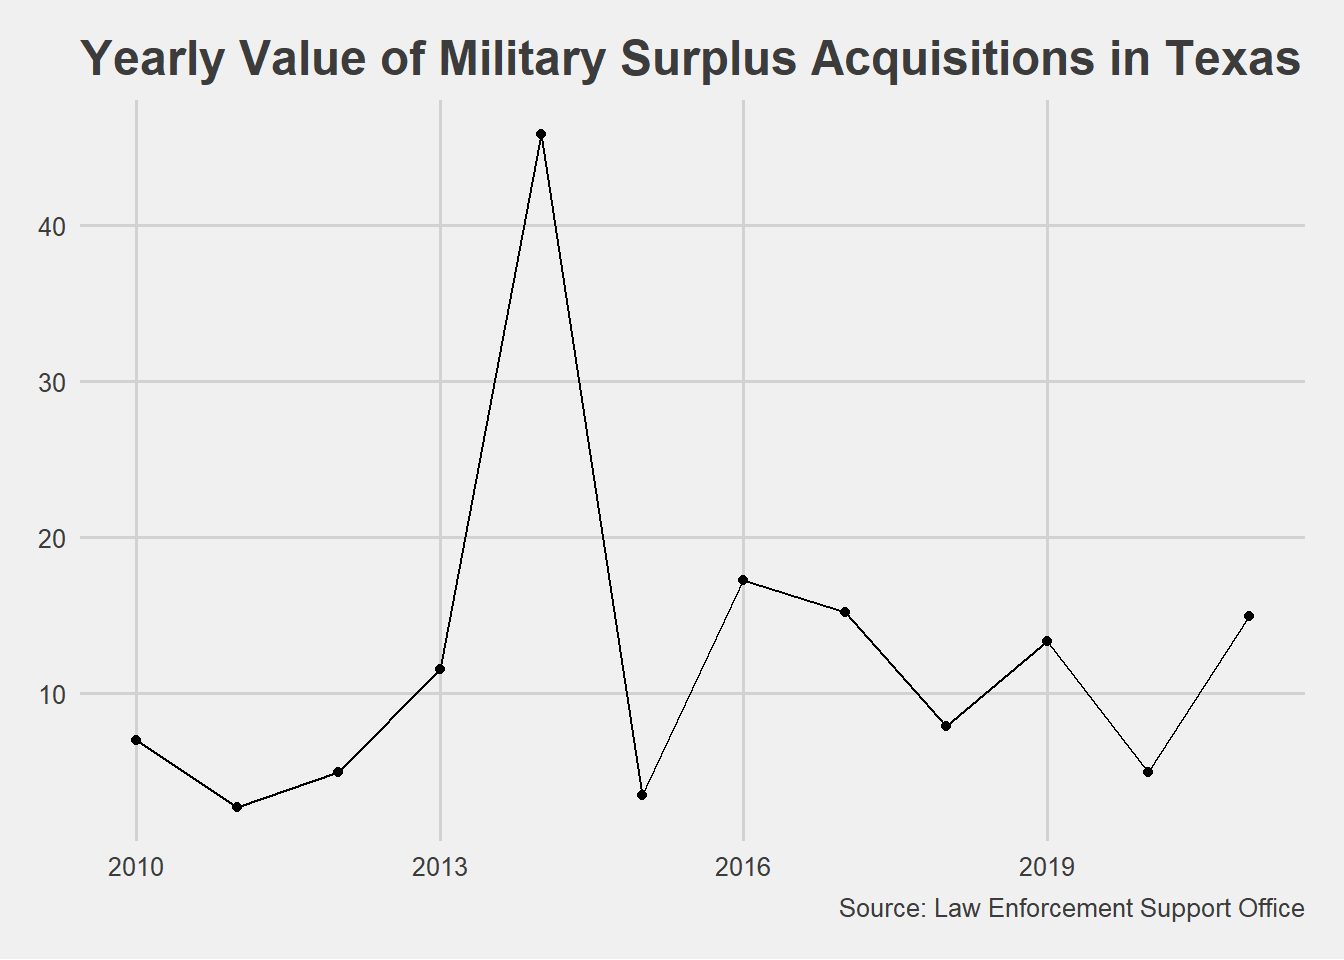 Yearly Value of Military Surplus Acquisitions in Texas
40
30
20
10
2010 2013 2016 2019
Source: Law Enforcement Support Office